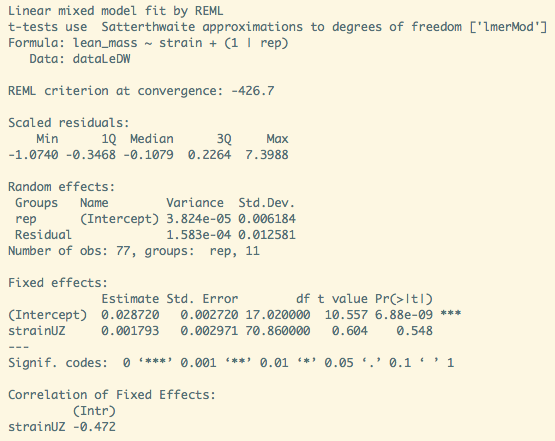 Linear mixed model fit by REML
t-tests use  Satterthwaite approximations to degrees of freedom ['lmerMod']
Formula: lean_mass ~ strain + (1 | rep)
   Data: dataLeDW
REML criterion at convergence: -426.7
Scaled residuals:
    Min      1Q  Median      3Q     Max
-1.0740 -0.3468 -0.1079  0.2264  7.3988
Random effects:
 Groups   Name        Variance  Std.Dev.
 rep      (Intercept) 3.824e-05 0.006184
 Residual             1.583e-04 0.012581
Number of obs: 77, groups:  rep, 11
Fixed effects:
             Estimate Std. Error        df t value Pr(>|t|)
(Intercept)  0.028720   0.002720 17.020000  10.557 6.88e-09 ***
strainUZ     0.001793   0.002971 70.860000   0.604    0.548
---
Signif. codes:  0 ‘***’ 0.001 ‘**’ 0.01 ‘*’ 0.05 ‘.’ 0.1 ‘ ’ 1
Correlation of Fixed Effects:
         (Intr)
strainUZ -0.472